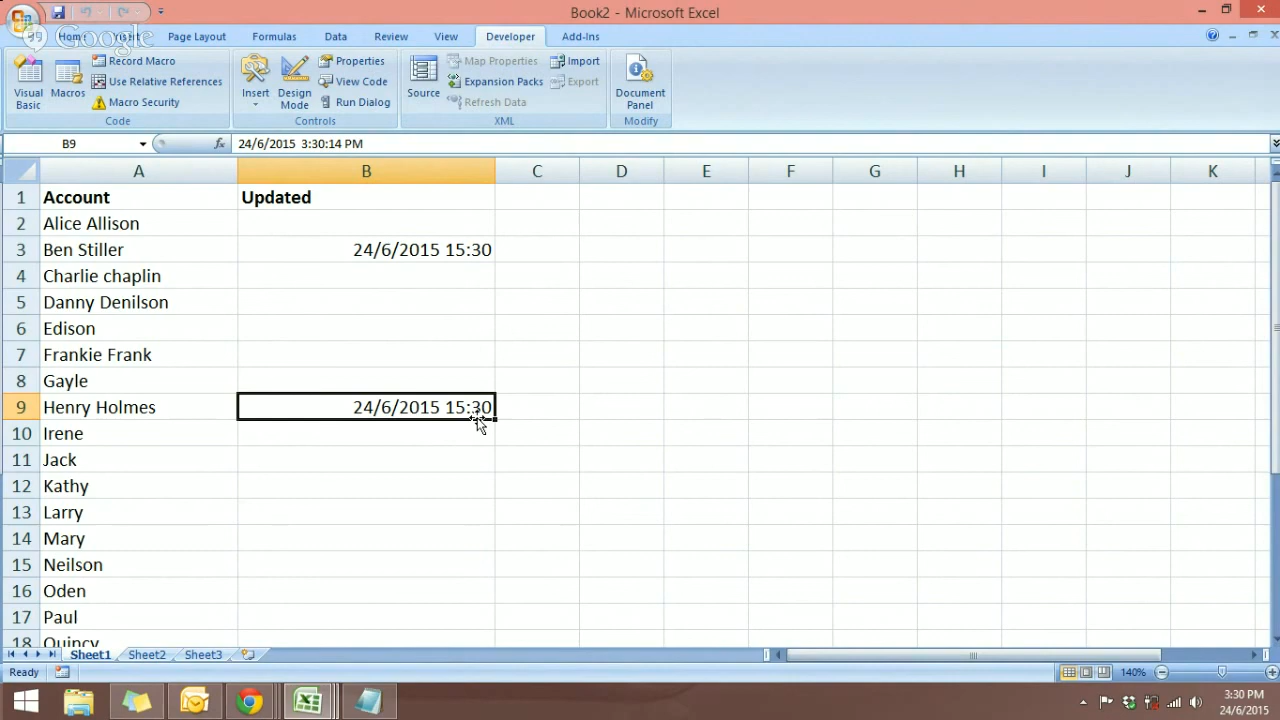 Book2 - Microsoft Excel
Google
Home Insert Page Layout Formulas Data Review View Developer Add-Ins
Visual Basic
Macros
Record Macro
Use Relative References
Macro Security
Code
Insert
Design Mode
Properties
View Code
Run Dialog
Controls
Source
Map Properties
Expansion Packs
Refresh Data
Import
Export
XML
Document Panel
Modify
B9 fx 24/6/2015 3:30:14 PM
A B C D E F G H I J K
1 Account Updated
2 Alice Allison
3 Ben Stiller 24/6/2015 15:30
4 Charlie chaplin
5 Danny Denilson
6 Edison
7 Frankie Frank
8 Gayle
9 Henry Holmes 24/6/2015 15:30
10 Irene
11 Jack
12 Kathy
13 Larry
14 Mary
15 Neilson
16 Oden
17 Paul
18 Quincy
Sheet1 Sheet2 Sheet3
Ready 140%
3:30 PM
24/6/2015